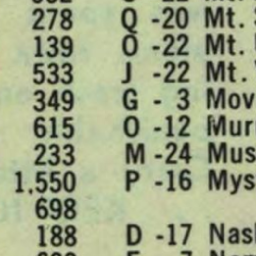 278 Q -20 Mt.
139 O -22 Mt.
533 J -22 Mt.
349 G - 3 Mov
615 O -12 Murr
233 M -24 Mus
1,550 P -16 Mys
698
188 D -17 Nash